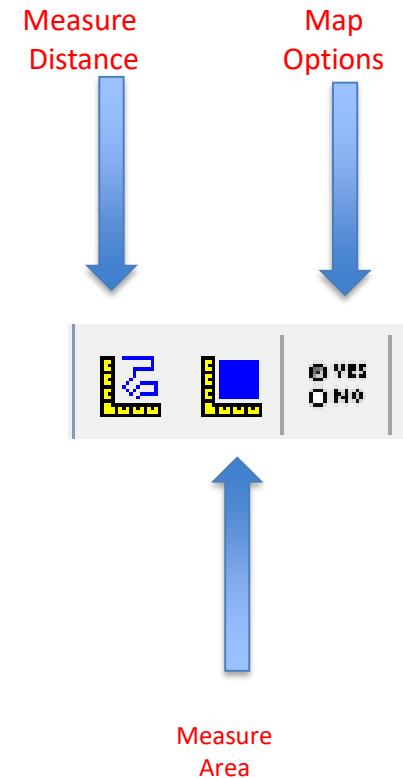 Measure
Distance
Map
Options
YES
NO
Measure
Area